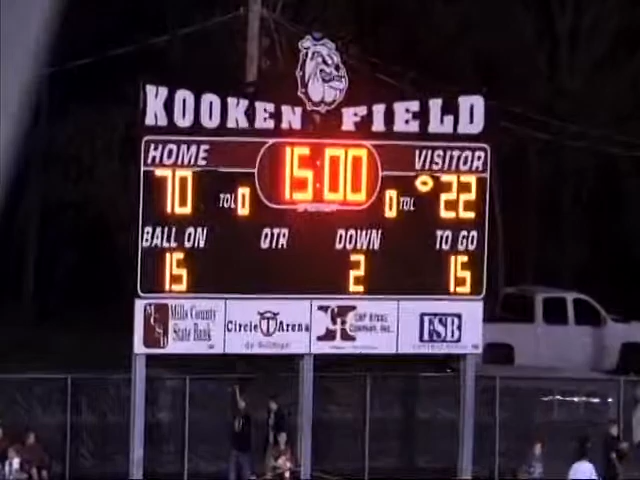 KOOKEN FIELD
HOME 15:00 VISITOR
70 TOL 0 0 TOL 22
BALL ON QTR DOWN TO GO
15 2 15
Mills County State Bank
Circle T Arena
FSB